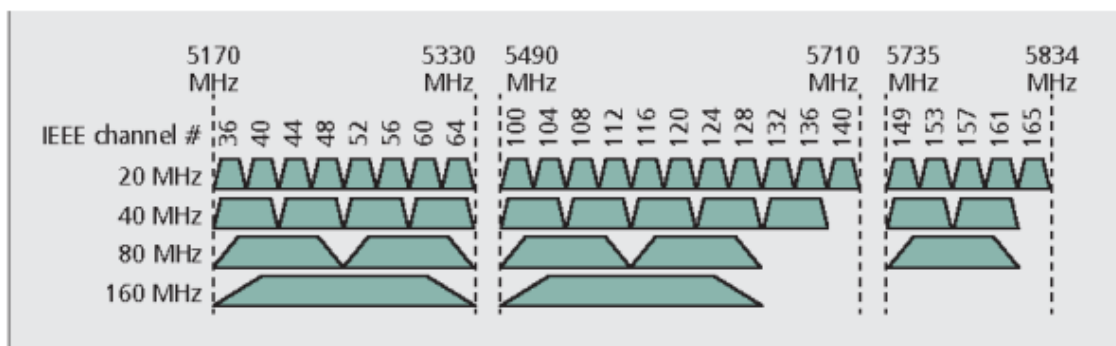 5170 MHz 5330 MHz 5490 MHz 5710 MHz 5735 MHz 5834 MHz
IEEE channel # 36 40 44 48 52 56 60 64 100 104 108 112 116 120 124 128 132 136 140 149 153 157 161 165
20 MHz
40 MHz
80 MHz
160 MHz